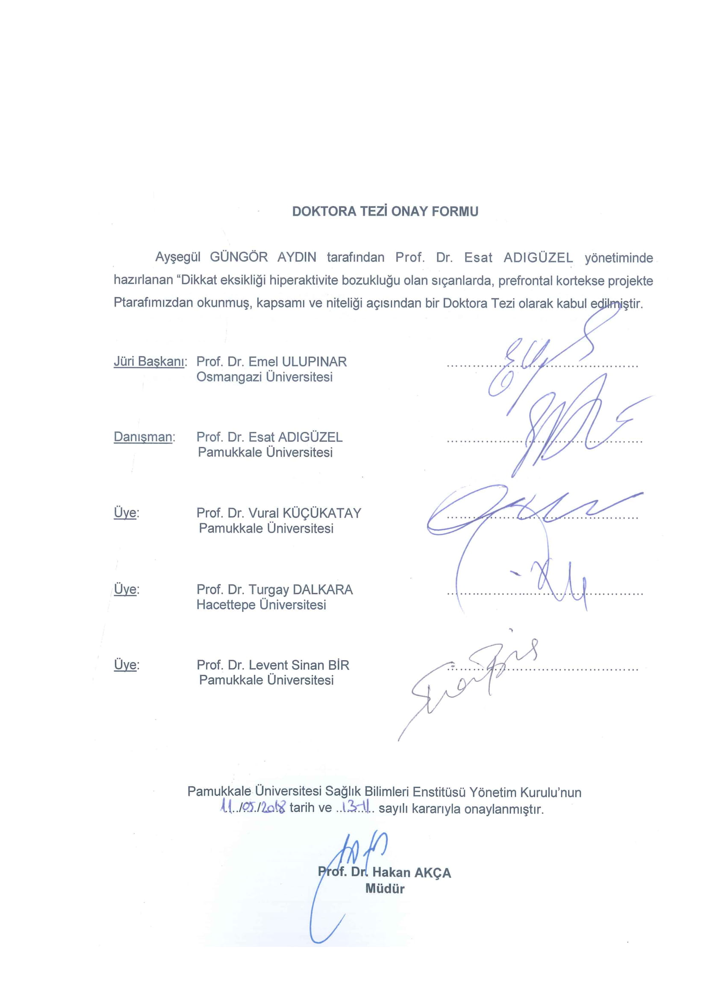 DOKTORA TEZİ ONAY FORMU
Ayşegül GÜNGÖR AYDIN tarafından Prof. Dr. Esat ADIGÜZEL yönetiminde
hazırlanan “Dikkat eksikliği hiperaktivite bozukluğu olan sıçanlarda, prefrontal kortekse projekte
Ptarafımızdan okunmuş, kapsamı ve niteliği açısından bir Doktora Tezi olarak kabul edilmiştir.
Jüri Başkanı: Prof. Dr. Emel ULUPINAR ........................................
Osmangazi Üniversitesi
Danışman: Prof. Dr. Esat ADIGÜZEL ........................................
Pamukkale Üniversitesi
Üye: Prof. Dr. Vural KÜÇÜKATAY ........................................
Pamukkale Üniversitesi
Üye: Prof. Dr. Turgay DALKARA ........................................
Hacettepe Üniversitesi
Üye: Prof. Dr. Levent Sinan BİR ........................................
Pamukkale Üniversitesi
Pamukkale Üniversitesi Sağlık Bilimleri Enstitüsü Yönetim Kurulu’nun
11/05/2018 tarih ve ..13-11.. sayılı kararıyla onaylanmıştır.
Prof. Dr. Hakan AKÇA
Müdür